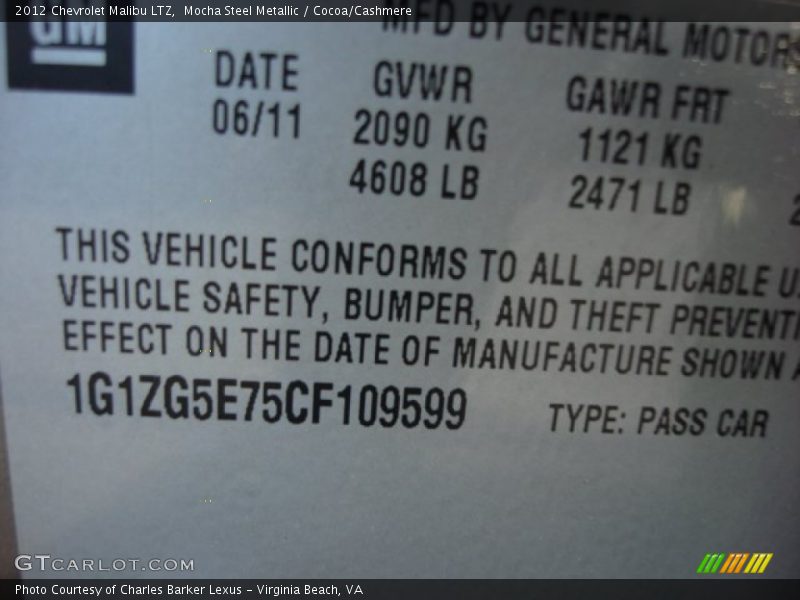 2012 Chevrolet Malibu LTZ,  Mocha Steel Metallic / Cocoa/Cashmere
GM
MFD BY GENERAL MOTORS
DATE GVWR GAWR FRT
06/11 2090 KG 1121 KG
4608 LB 2471 LB
THIS VEHICLE CONFORMS TO ALL APPLICABLE
VEHICLE SAFETY, BUMPER, AND THEFT
EFFECT ON THE DATE OF MANUFACTURE SHOWN
1G1ZG5E75CF109599 TYPE: PASS CAR
GTCARLOT.COM
Photo Courtesy of Charles Barker Lexus - Virginia Beach, VA